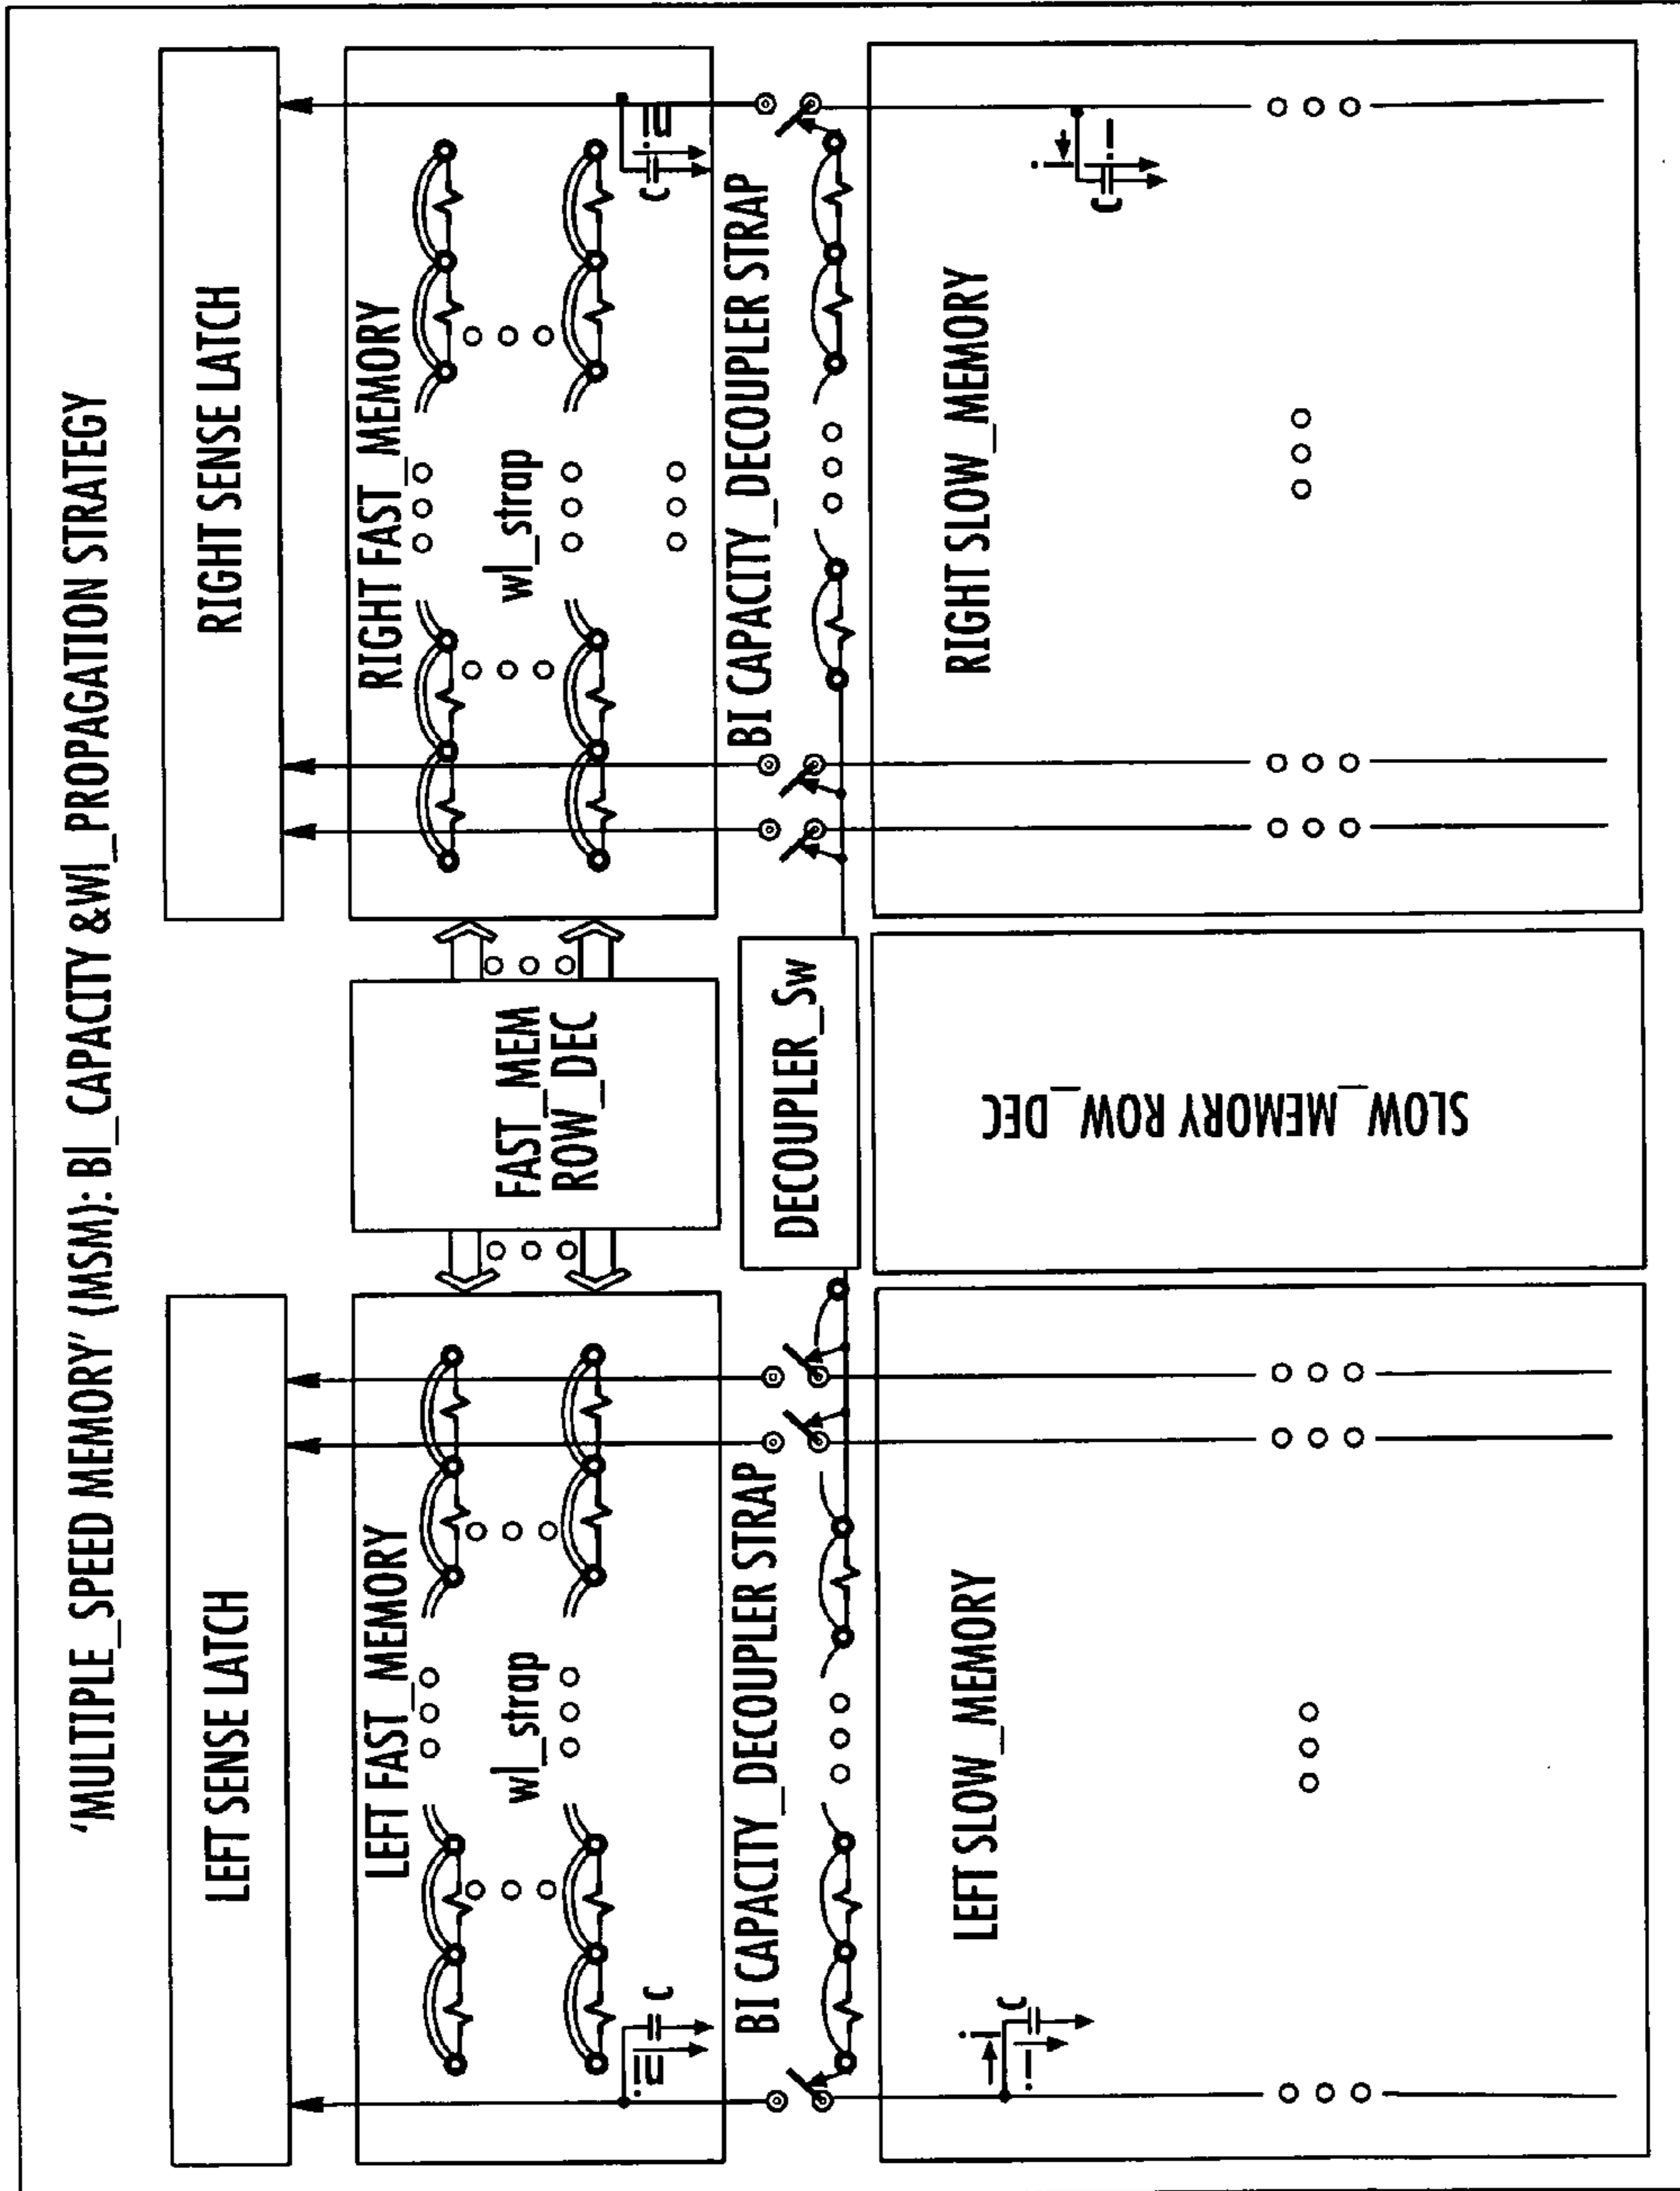 'MULTIPLE_SPEED MEMORY' (MSM): BI_CAPACITY &WI_PROPAGATION STRATEGY
LEFT SENSE LATCH
RIGHT SENSE LATCH
LEFT FAST_MEMORY
wl_strap
C
FAST_MEM
ROW_DEC
RIGHT FAST_MEMORY
wl_strap
C
BI CAPACITY_DECOUPLER STRAP
DECOUPLER_Sw
BI CAPACITY_DECOUPLER STRAP
LEFT SLOW_MEMORY
i
C
SLOW_MEMORY ROW_DEC
RIGHT SLOW_MEMORY
i
C